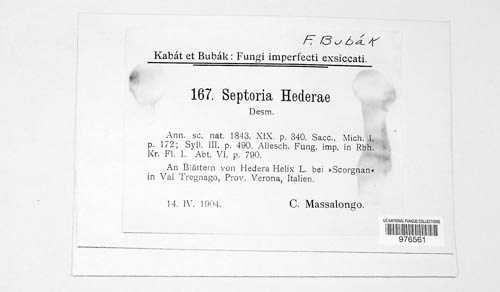 F. Bubák
Kabát et Bubák: Fungi imperfecti exsiccati.
167. Septoria Hederae
Desm.
Ann. sc. nat. 1843. XIX. p. 340. Sacc., Mich. I.
p. 172; Syll. III. p. 490. Allesch. Fung. imp. in Rbh.
Kr. Fl. I. Abt. VI. p. 790.
An Blättern von Hedera Helix L. bei »Scorgnan«
in Val Tregnago, Prov. Verona, Italien.
14. IV. 1904.
C. Massalongo.
US NATIONAL FUNGUS COLLECTIONS
976561